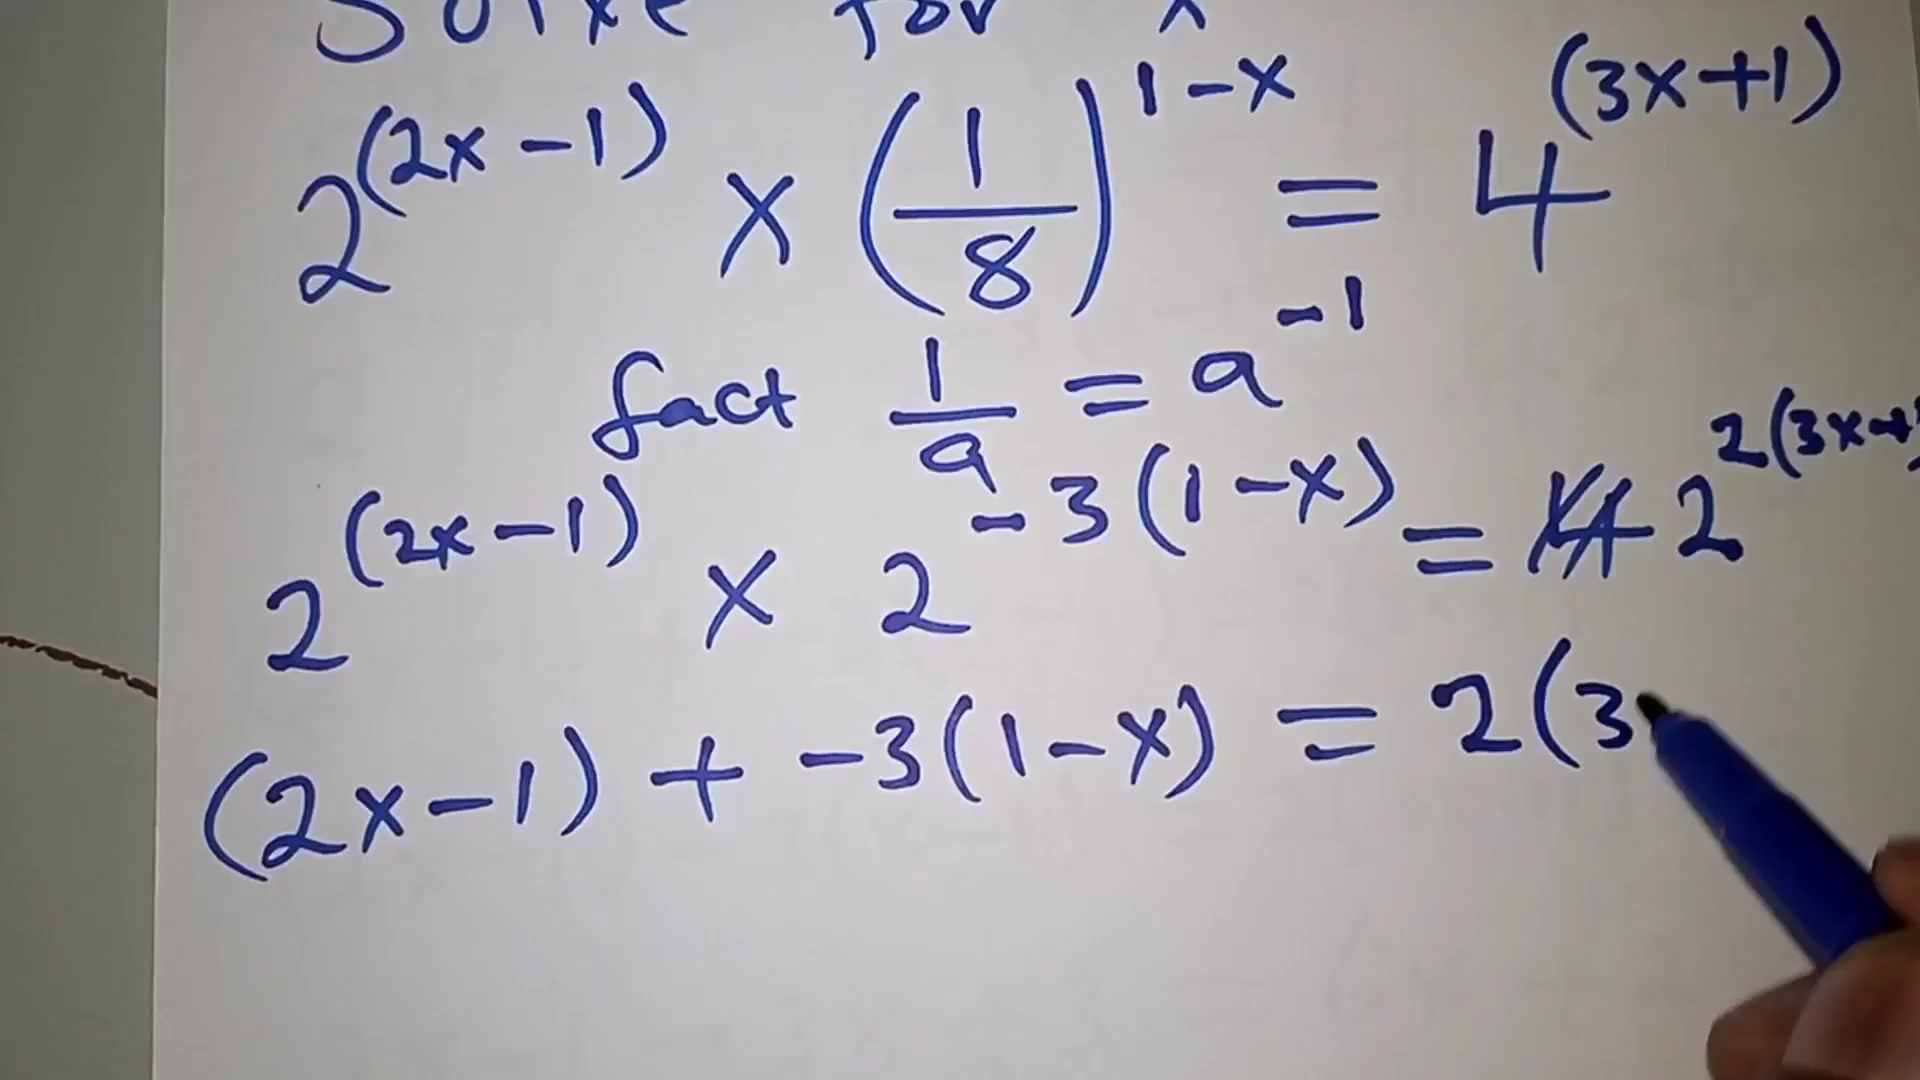 Solve for x
2^(2x-1) × (1/8)^1-x = 4^(3x+1)
fact 1/a = a^-1
2^(2x-1) × 2^-3(1-x) = 2^2(3x+1
(2x-1) + -3(1-x) = 2(3